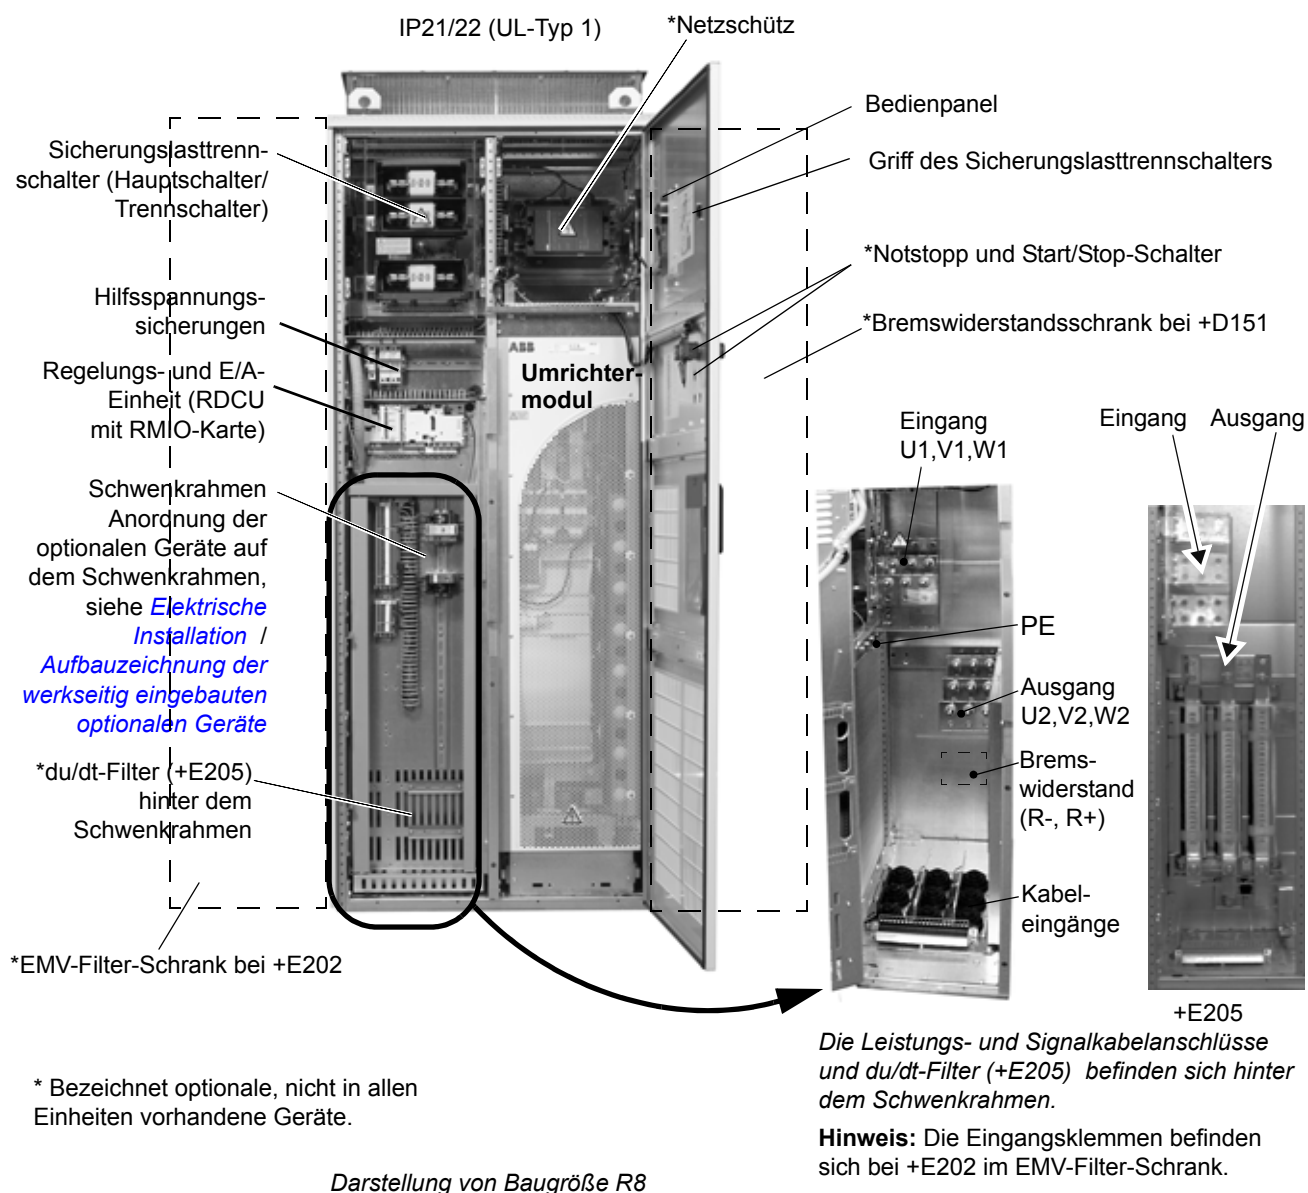 IP21/22 (UL-Typ 1)
*Netzschütz
Bedienpanel
Sicherungslasttrenn-
schalter (Hauptschalter/
Trennschalter)
Griff des Sicherungslasttrennschalters
*Notstopp und Start/Stop-Schalter
Hilfsspannungs-
sicherungen
*Bremswiderstandsschrank bei +D151
ABB
Umrichter-
modul
Regelungs- und E/A-
Einheit (RDCU
mit RMIO-Karte)
Eingang
U1,V1,W1
Eingang
Ausgang
Schwenkrahmen
Anordnung der
optionalen Geräte auf
dem Schwenkrahmen,
siehe Elektrische
Installation /
Aufbauzeichnung der
werkseitig eingebauten
optionalen Geräte
PE
Ausgang
U2,V2,W2
*du/dt-Filter (+E205)
hinter dem
Schwenkrahmen
Brems-
widerstand
(R-, R+)
Kabel-
eingänge
*EMV-Filter-Schrank bei +E202
+E205
Die Leistungs- und Signalkabelanschlüsse
und du/dt-Filter (+E205) befinden sich hinter
dem Schwenkrahmen.
* Bezeichnet optionale, nicht in allen
Einheiten vorhandene Geräte.
Hinweis: Die Eingangsklemmen befinden
sich bei +E202 im EMV-Filter-Schrank.
Darstellung von Baugröße R8